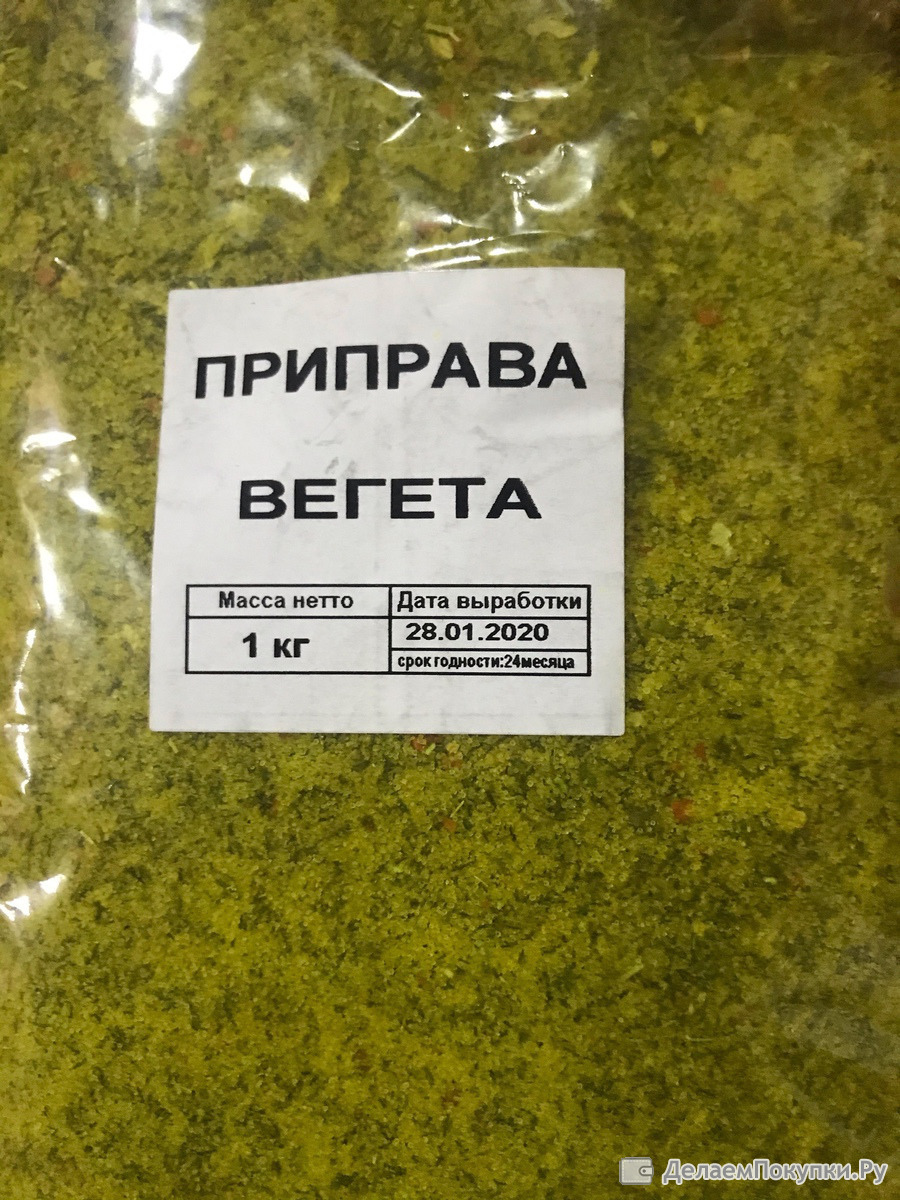 ПРИПРАВА
ВЕГЕТА
Масса нетто
Дата выработки
1 кг
28.01.2020
срок годности:24месяца
ДелаемПокупки.Ру